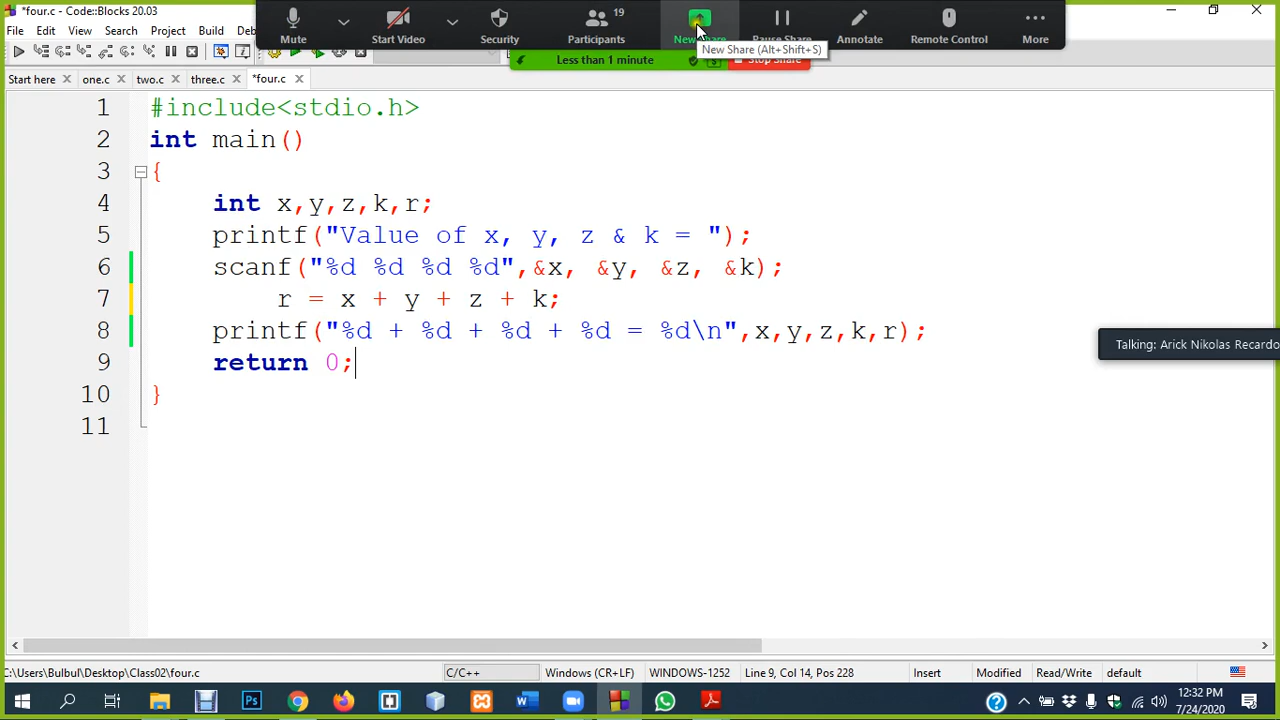 *four.c - Code::Blocks 20.03
File Edit View Search Project Build
Mute Start Video Security Participants 19 Annotate Remote Control More
New Share (Alt+Shift+S)
Less than 1 minute Stop Share
Start here one.c two.c three.c *four.c
1 #include<stdio.h>
2 int main()
3 {
4 int x,y,z,k,r;
5 printf("Value of x, y, z & k = ");
6 scanf("%d %d %d %d",&x, &y, &z, &k);
7 r = x + y + z + k;
8 printf("%d + %d + %d + %d = %d\n",x,y,z,k,r);
9 return 0;
10 }
11
Talking: Arick Nikolas Recardo
C:\Users\Bulbul\Desktop\Class02\four.c C/C++ Windows (CR+LF) WINDOWS-1252 Line 9, Col 14, Pos 228 Insert Modified Read/Write default
12:32 PM
7/24/2020